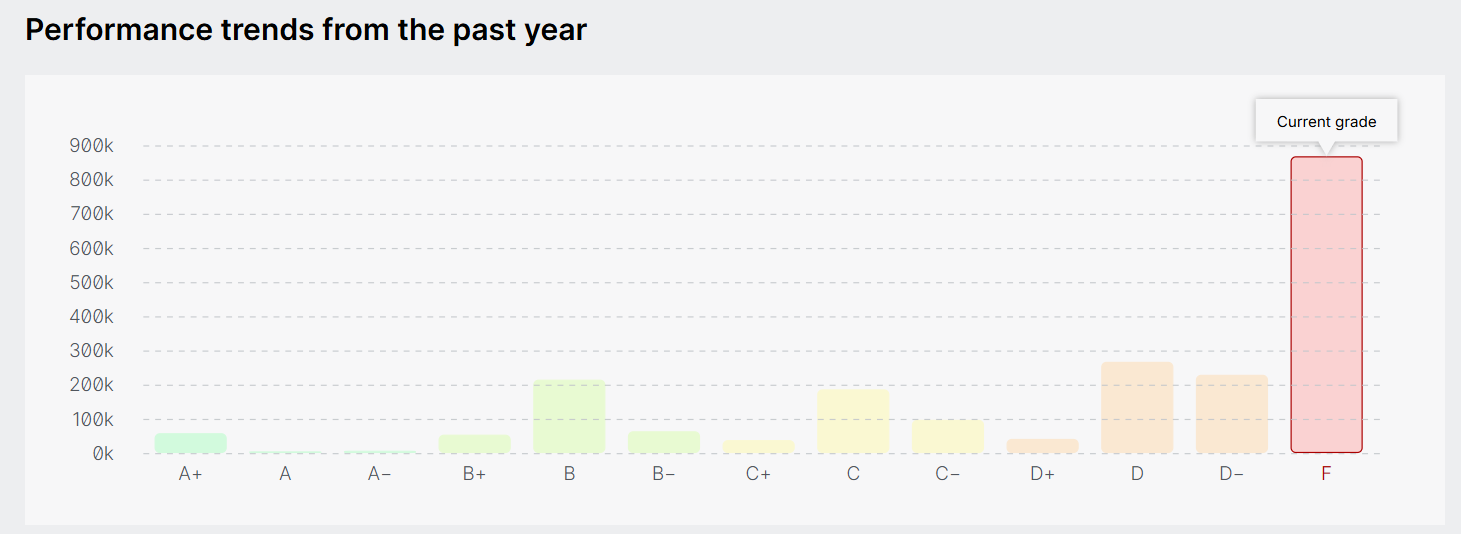 Performance trends from the past year
Current grade
900k
800k
700k
600k
500k
400k
300k
200k
100k
0k
A+ A A− B+ B B− C+ C C− D+ D D− F